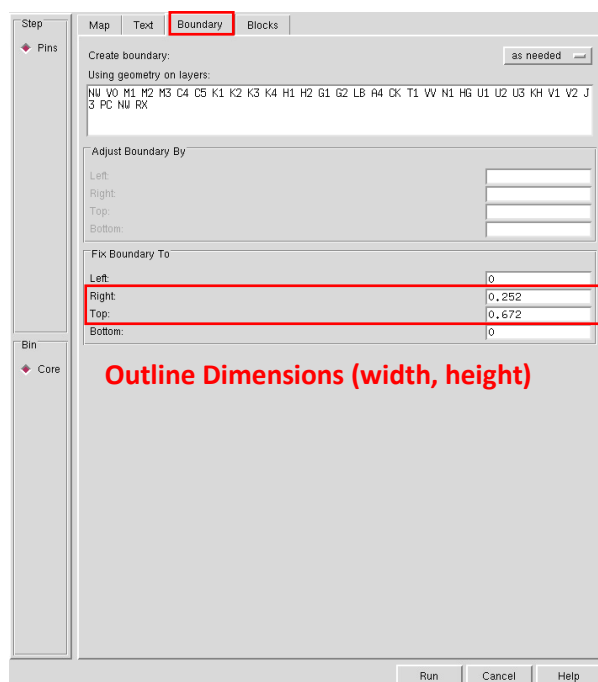 Step
Pins
Map Text Boundary Blocks
Create boundary: as needed
Using geometry on layers:
NW V0 M1 M2 M3 C4 C5 K1 K2 K3 K4 H1 H2 G1 G2 LB A4 CK T1 VV N1 HG U1 U2 U3 KH V1 V2 J
3 PC NW RX
Adjust Boundary By
Left:
Right:
Top:
Bottom:
Fix Boundary To
Left: 0
Right: 0.252
Top: 0.672
Bottom: 0
Bin
Core
Outline Dimensions (width, height)
Run Cancel Help